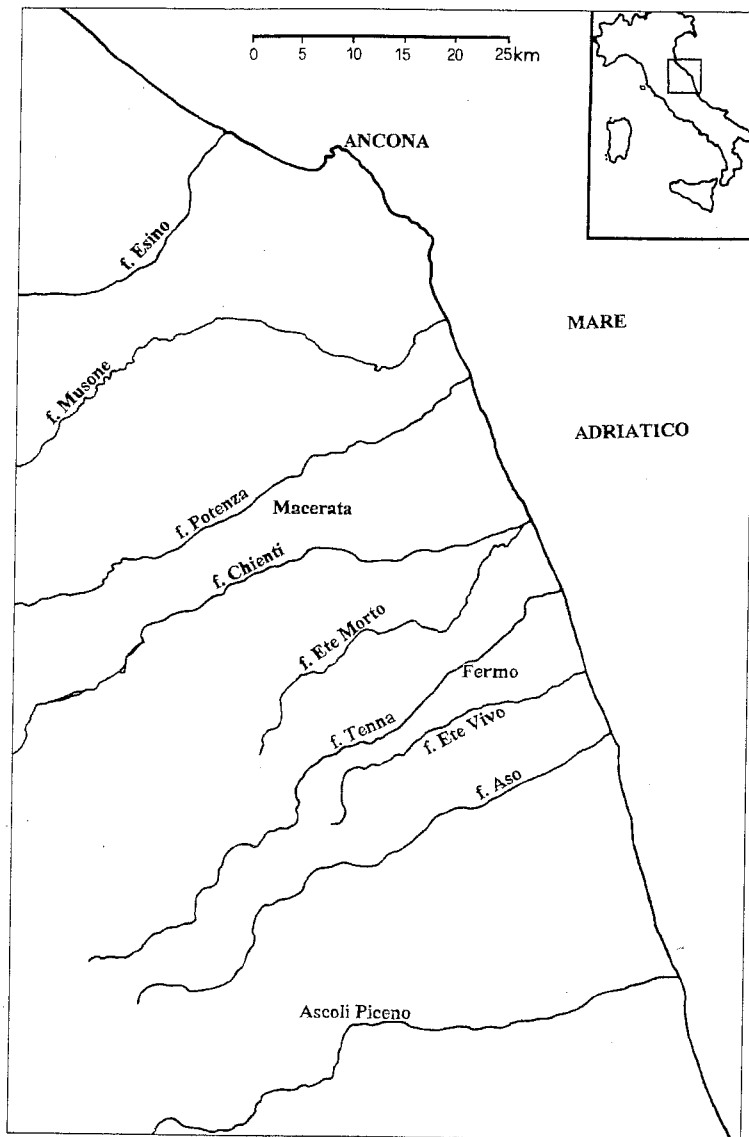 0 5 10 15 20 25km
ANCONA
f. Esino
MARE
f. Musone
ADRIATICO
f. Potenza
Macerata
f. Chienti
f. Ete Morto
Fermo
f. Tenna
f. Ete Vivo
f. Aso
Ascoli Piceno